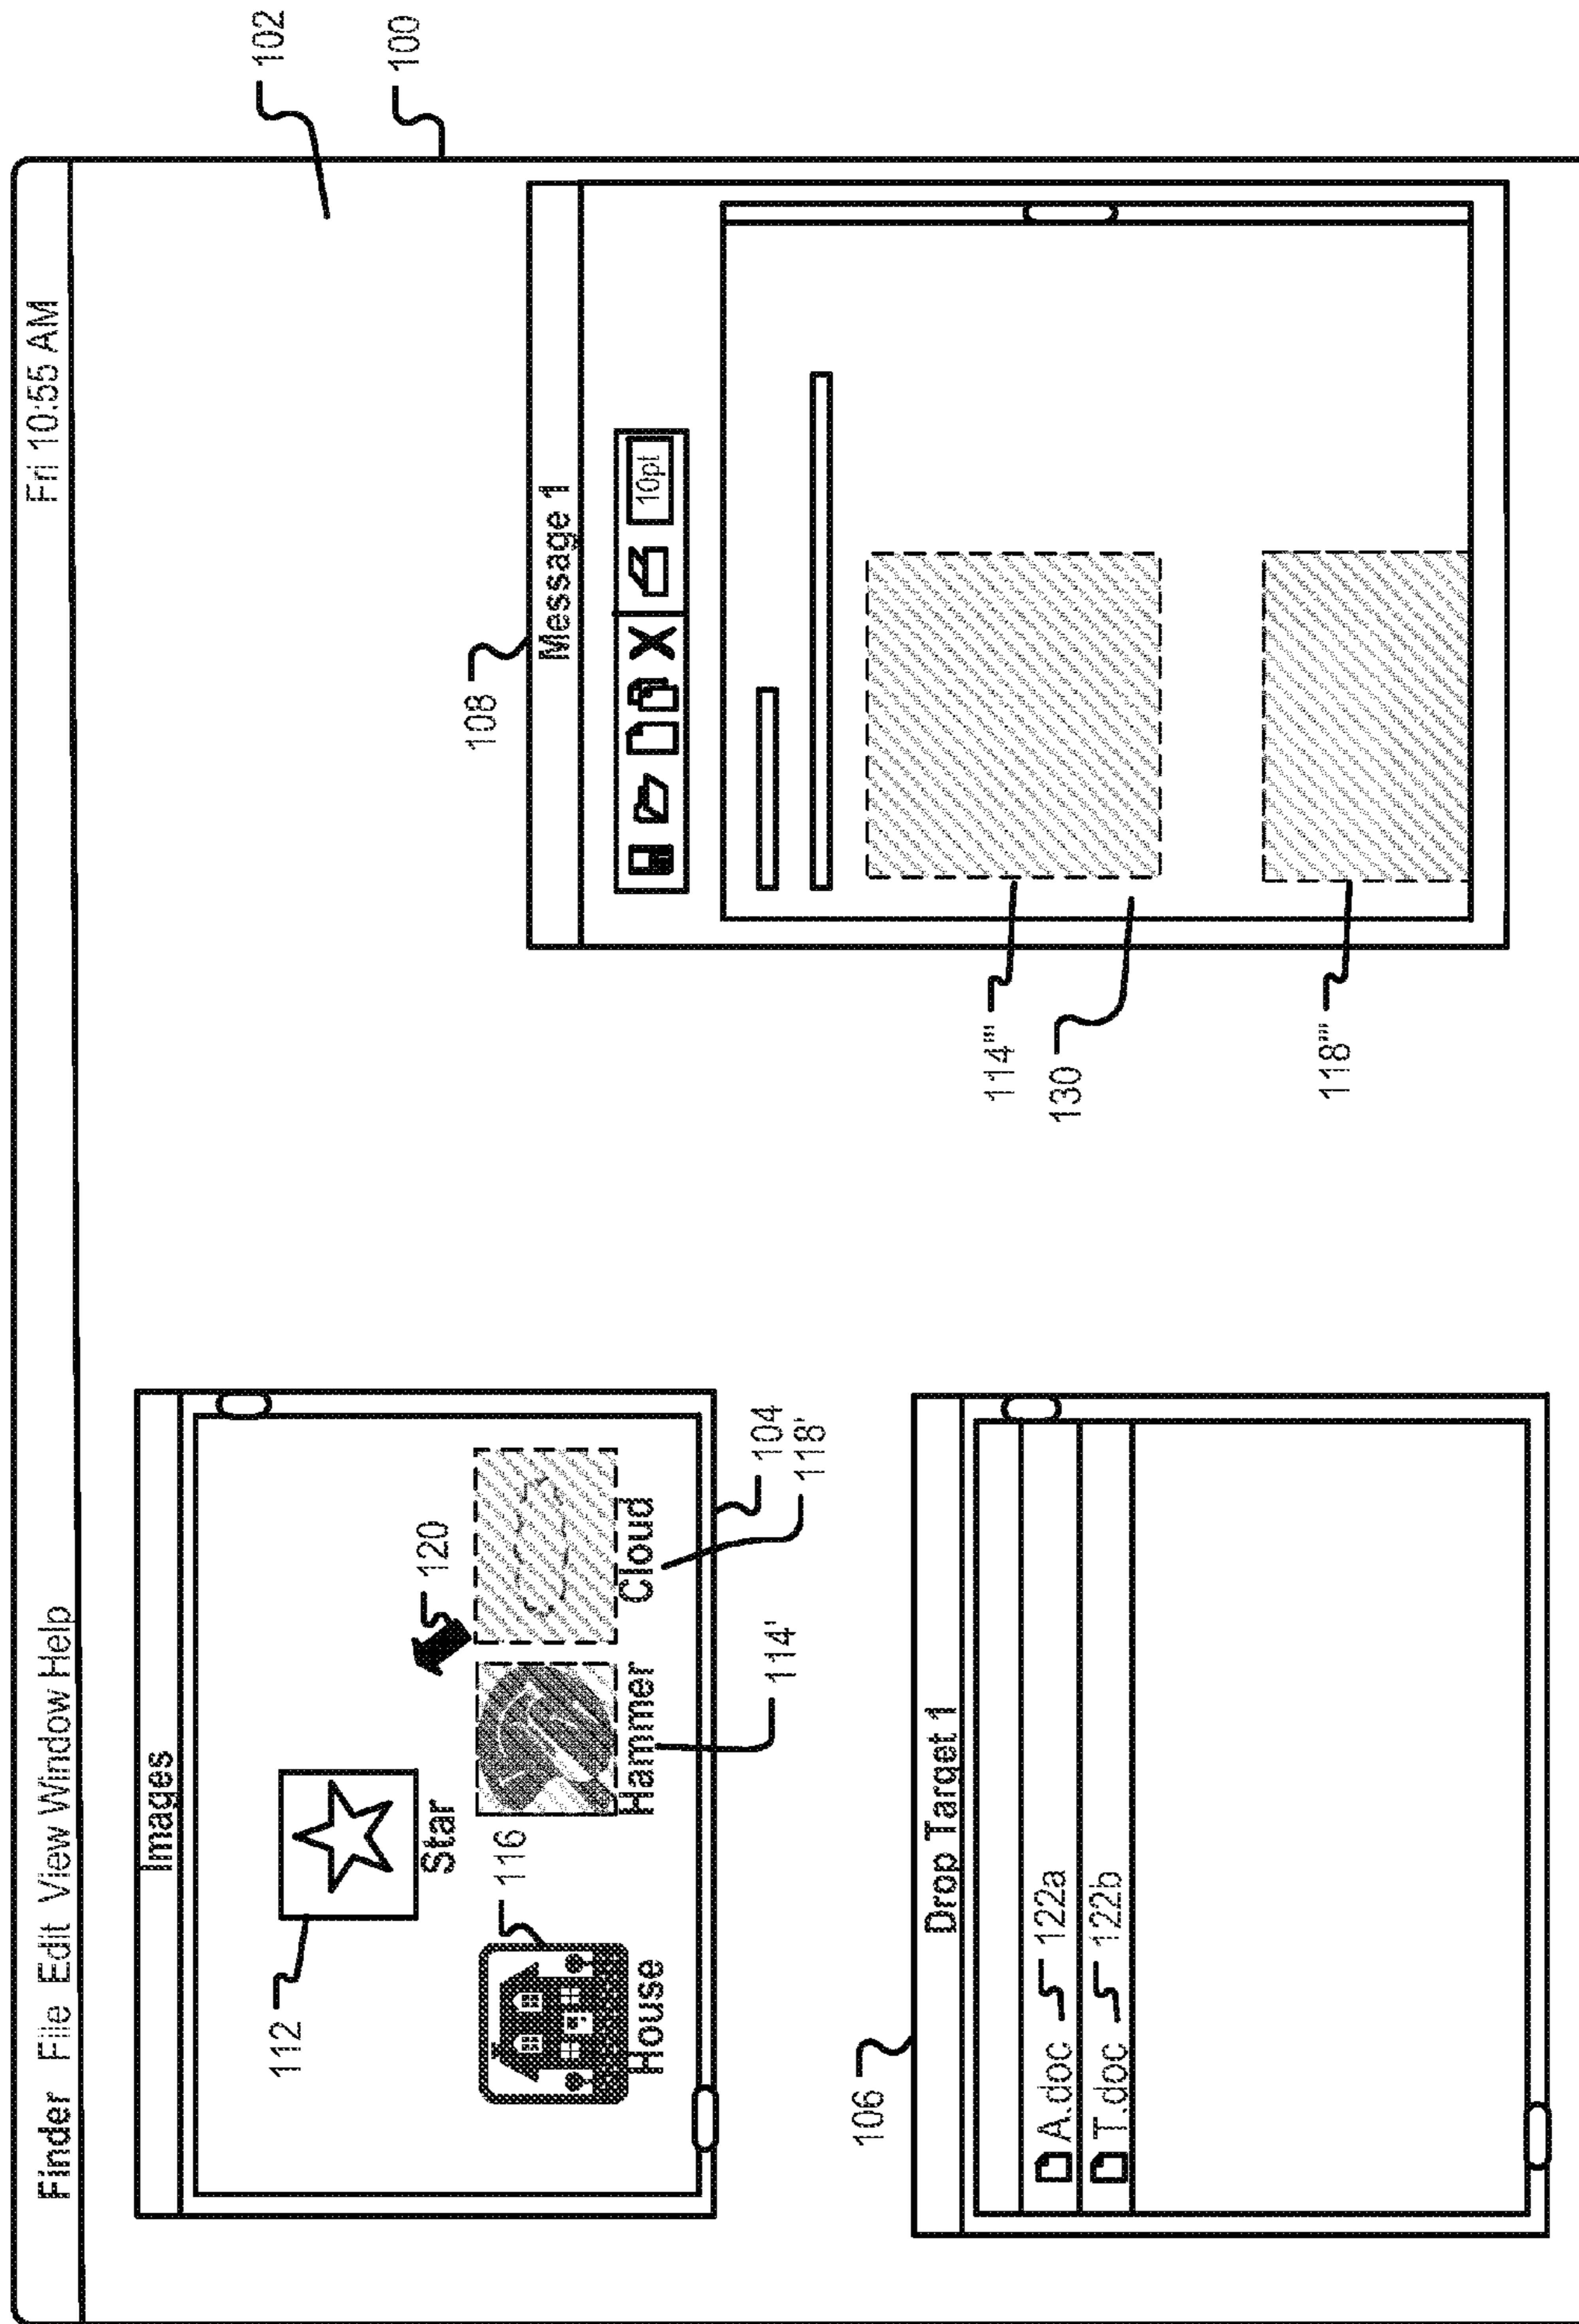 Finder File Edit View Window Help
Fri 10:55 AM
102
100
Images
112
Star
120
116
House
Hammer
Cloud
104
118'
114'
106
Drop Target 1
A.doc
122a
T.doc
122b
108
Message 1
10pt
114'''
130
118'''